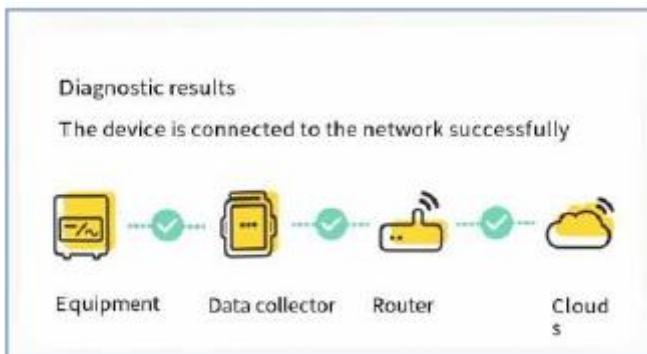 Diagnostic results
The device is connected to the network successfully
Equipment
Data collector
Router
Cloud
s